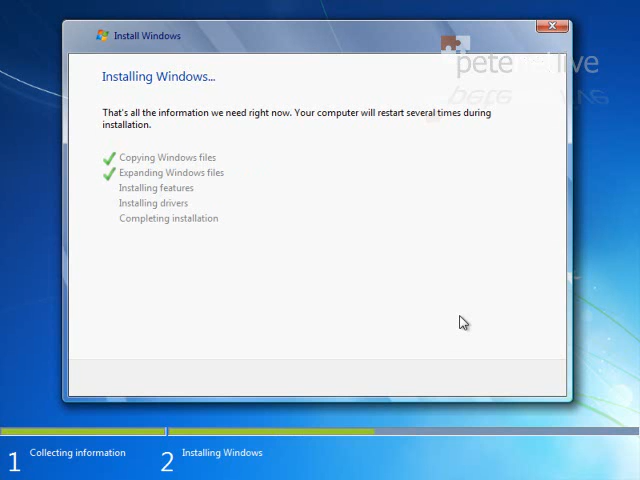 Install Windows
petenetlive
Installing Windows...
That's all the information we need right now. Your computer will restart several times during
installation.
Copying Windows files
Expanding Windows files
Installing features
Installing drivers
Completing installation
1 Collecting information
2 Installing Windows